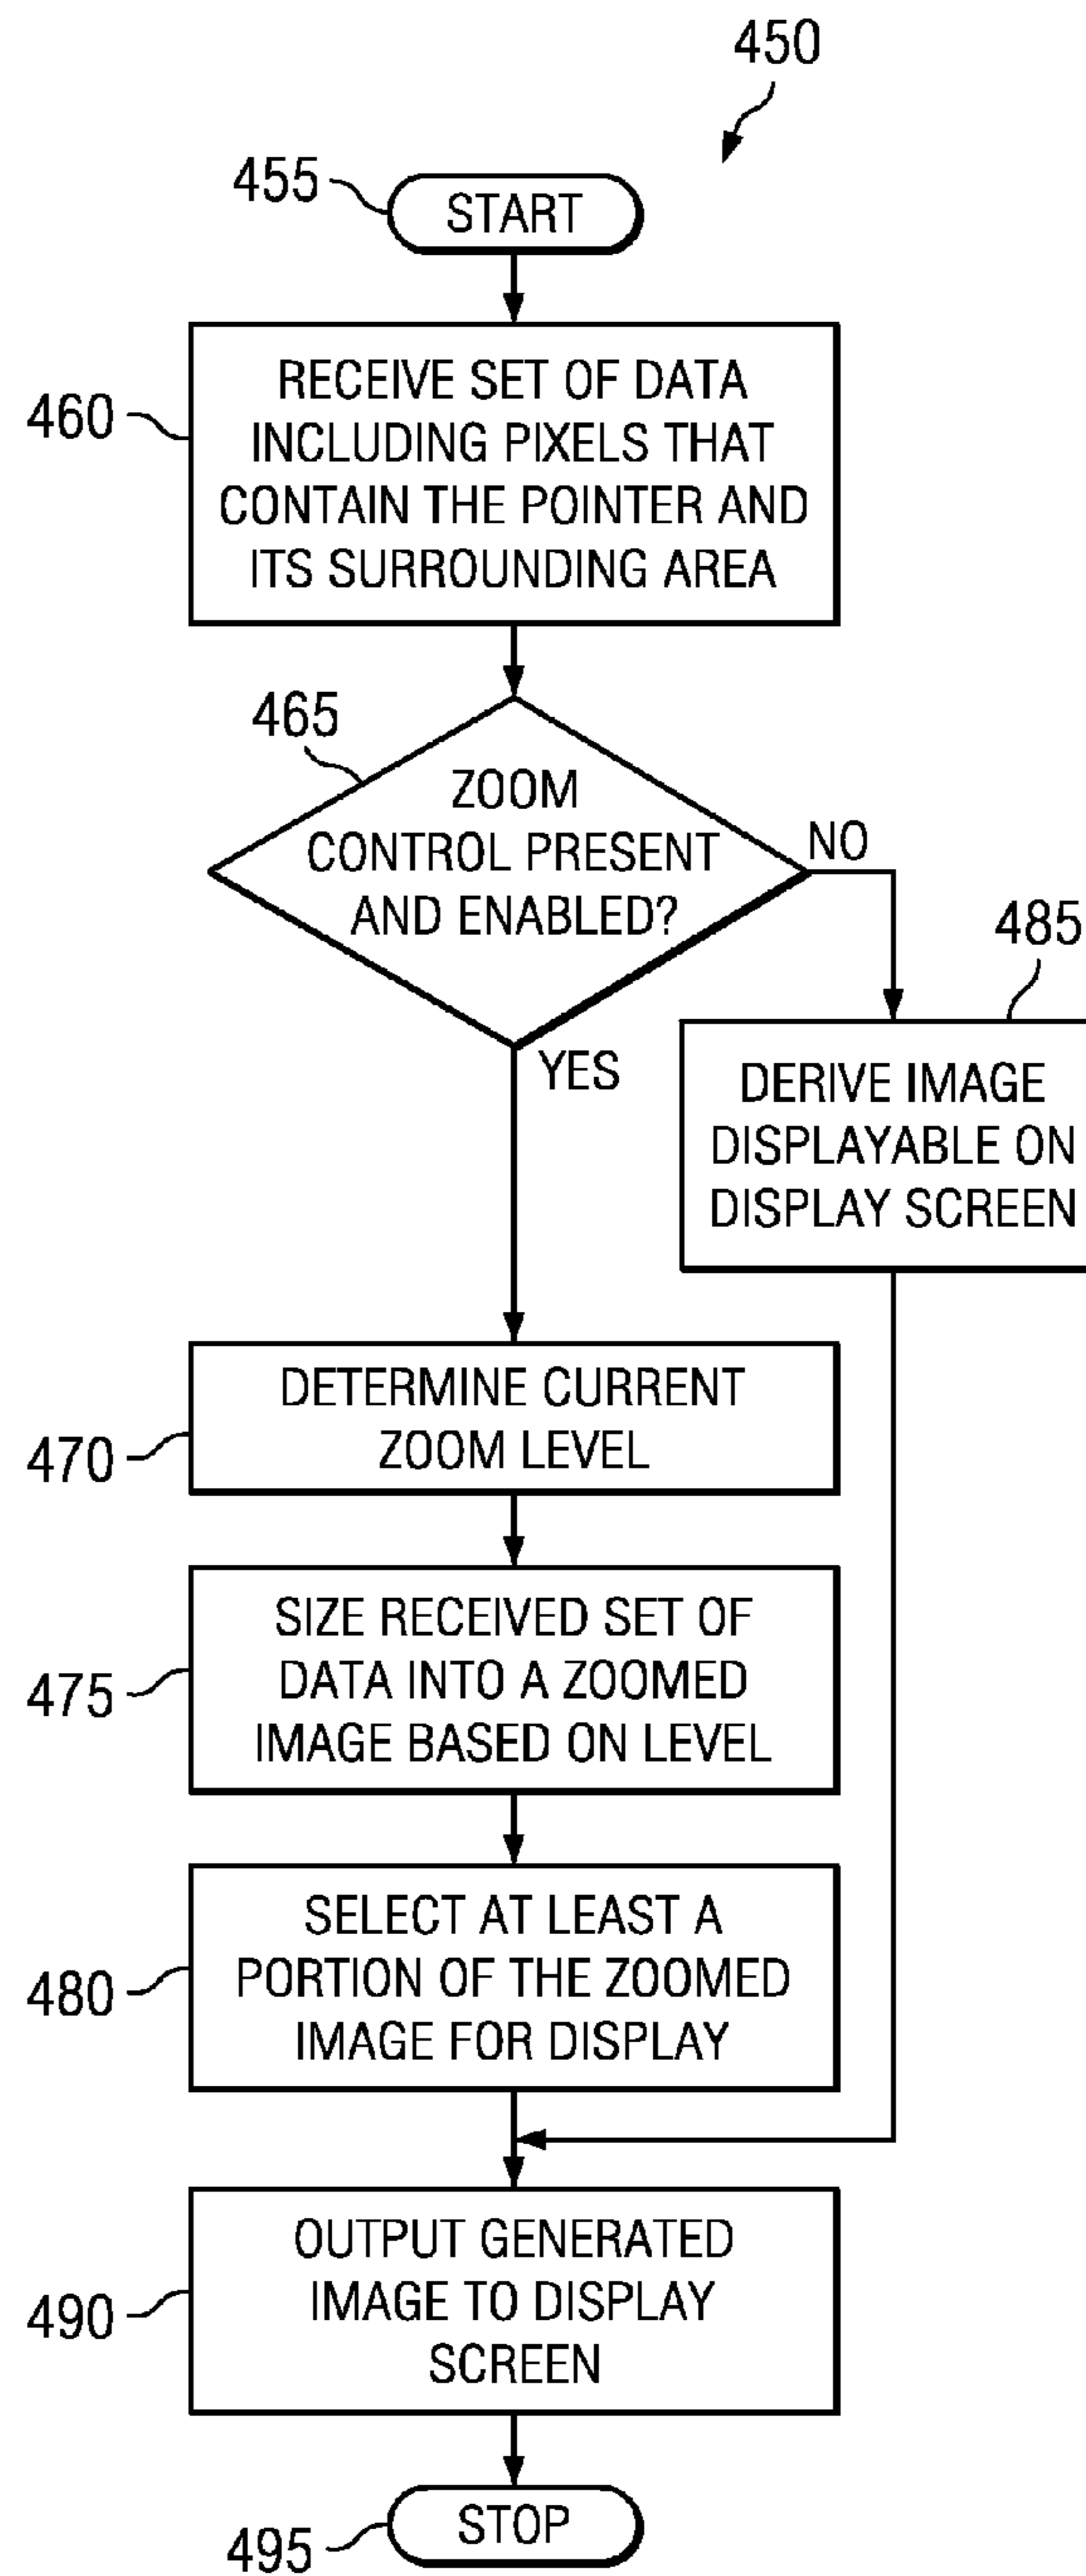 450
455
START
460
RECEIVE SET OF DATA
INCLUDING PIXELS THAT
CONTAIN THE POINTER AND
ITS SURROUNDING AREA
465
ZOOM
CONTROL PRESENT
AND ENABLED?
NO
YES
485
DERIVE IMAGE
DISPLAYABLE ON
DISPLAY SCREEN
470
DETERMINE CURRENT
ZOOM LEVEL
475
SIZE RECEIVED SET OF
DATA INTO A ZOOMED
IMAGE BASED ON LEVEL
480
SELECT AT LEAST A
PORTION OF THE ZOOMED
IMAGE FOR DISPLAY
490
OUTPUT GENERATED
IMAGE TO DISPLAY
SCREEN
495
STOP